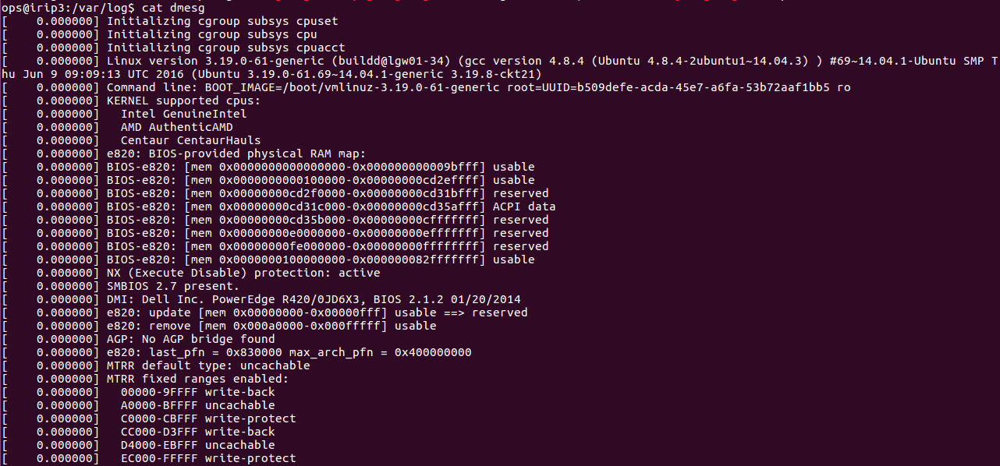 ops@irip3:/var/log$ cat dmesg
[    0.000000] Initializing cgroup subsys cpuset
[    0.000000] Initializing cgroup subsys cpu
[    0.000000] Initializing cgroup subsys cpuacct
[    0.000000] Linux version 3.19.0-61-generic (buildd@lgw01-34) (gcc version 4.8.4 (Ubuntu 4.8.4-2ubuntu1~14.04.3) ) #69~14.04.1-Ubuntu SMP T
hu Jun 9 09:09:13 UTC 2016 (Ubuntu 3.19.0-61.69~14.04.1-generic 3.19.8-ckt21)
[    0.000000] Command line: BOOT_IMAGE=/boot/vmlinuz-3.19.0-61-generic root=UUID=b509defe-acda-45e7-a6fa-53b72aaf1bb5 ro
[    0.000000] KERNEL supported cpus:
[    0.000000]   Intel GenuineIntel
[    0.000000]   AMD AuthenticAMD
[    0.000000]   Centaur CentaurHauls
[    0.000000] e820: BIOS-provided physical RAM map:
[    0.000000] BIOS-e820: [mem 0x0000000000000000-0x000000000009bfff] usable
[    0.000000] BIOS-e820: [mem 0x0000000000100000-0x00000000cd2effff] usable
[    0.000000] BIOS-e820: [mem 0x00000000cd2f0000-0x00000000cd31bfff] reserved
[    0.000000] BIOS-e820: [mem 0x00000000cd31c000-0x00000000cd35afff] ACPI data
[    0.000000] BIOS-e820: [mem 0x00000000cd35b000-0x00000000cfffffff] reserved
[    0.000000] BIOS-e820: [mem 0x00000000e0000000-0x00000000efffffff] reserved
[    0.000000] BIOS-e820: [mem 0x00000000fe000000-0x00000000ffffffff] reserved
[    0.000000] BIOS-e820: [mem 0x0000000100000000-0x000000082fffffff] usable
[    0.000000] NX (Execute Disable) protection: active
[    0.000000] SMBIOS 2.7 present.
[    0.000000] DMI: Dell Inc. PowerEdge R420/0JD6X3, BIOS 2.1.2 01/20/2014
[    0.000000] e820: update [mem 0x00000000-0x00000fff] usable ==> reserved
[    0.000000] e820: remove [mem 0x000a0000-0x000fffff] usable
[    0.000000] AGP: No AGP bridge found
[    0.000000] e820: last_pfn = 0x830000 max_arch_pfn = 0x400000000
[    0.000000] MTRR default type: uncachable
[    0.000000] MTRR fixed ranges enabled:
[    0.000000]   00000-9FFFF write-back
[    0.000000]   A0000-BFFFF uncachable
[    0.000000]   C0000-CBFFF write-protect
[    0.000000]   CC000-D3FFF write-back
[    0.000000]   D4000-EBFFF uncachable
[    0.000000]   EC000-FFFFF write-protect